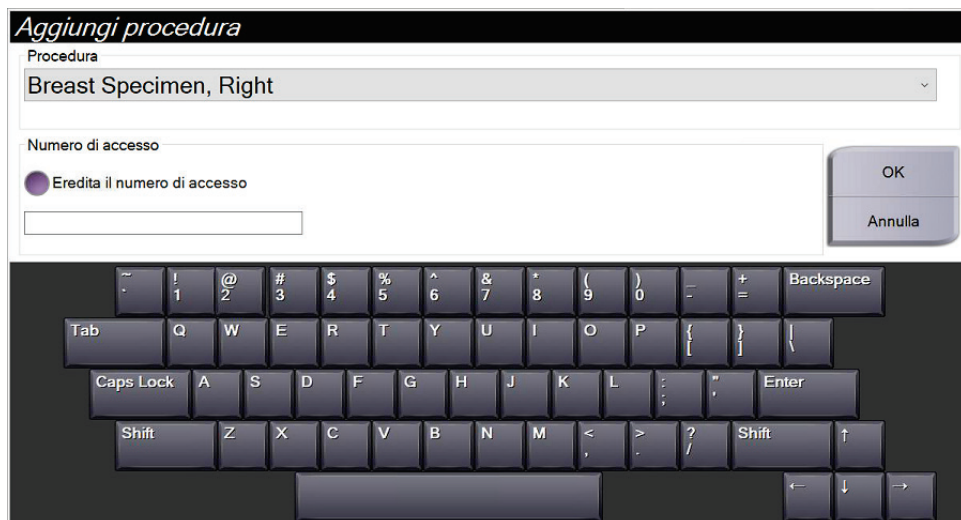 Aggiungi procedura
Procedura
Breast Specimen, Right
Numero di accesso
Eredita il numero di accesso
OK
Annulla
~ ! @ # $ % ^ & * ( ) _ + Backspace
` 1 2 3 4 5 6 7 8 9 0 - =
Tab Q W E R T Y U I O P { } |
[ ] \
Caps Lock A S D F G H J K L : " Enter
; '
Shift Z X C V B N M < > ? Shift ↑
, . /
← ↓ →